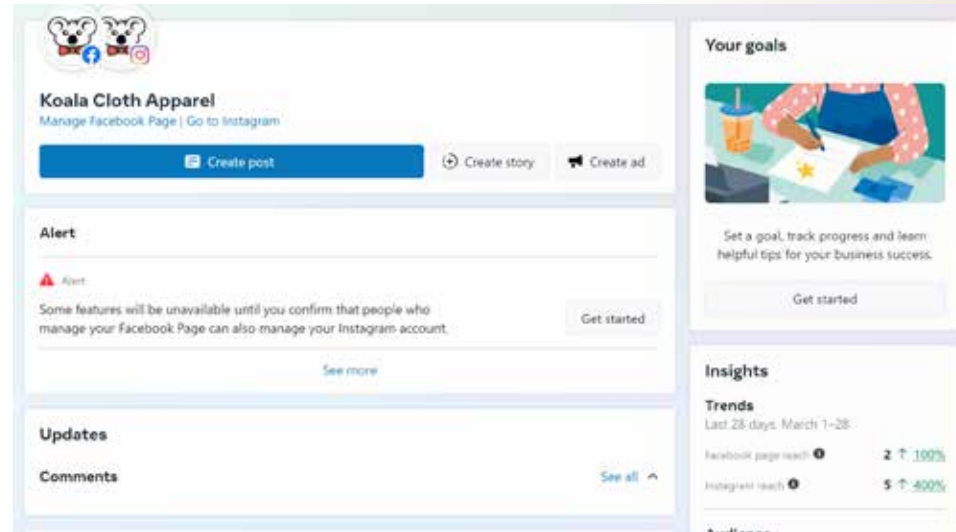 Koala Cloth Apparel
Manage Facebook Page | Go to Instagram
Create post
Create story
Create ad
Alert
Alert
Some features will be unavailable until you confirm that people who
manage your Facebook Page can also manage your Instagram account.
Get started
See more
Updates
Comments
See all
Your goals
Set a goal, track progress and learn
helpful tips for your business success.
Get started
Insights
Trends
Last 28 days: March 1–28
Facebook page reach 2 ↑ 100%
Instagram reach 5 ↑ 400%